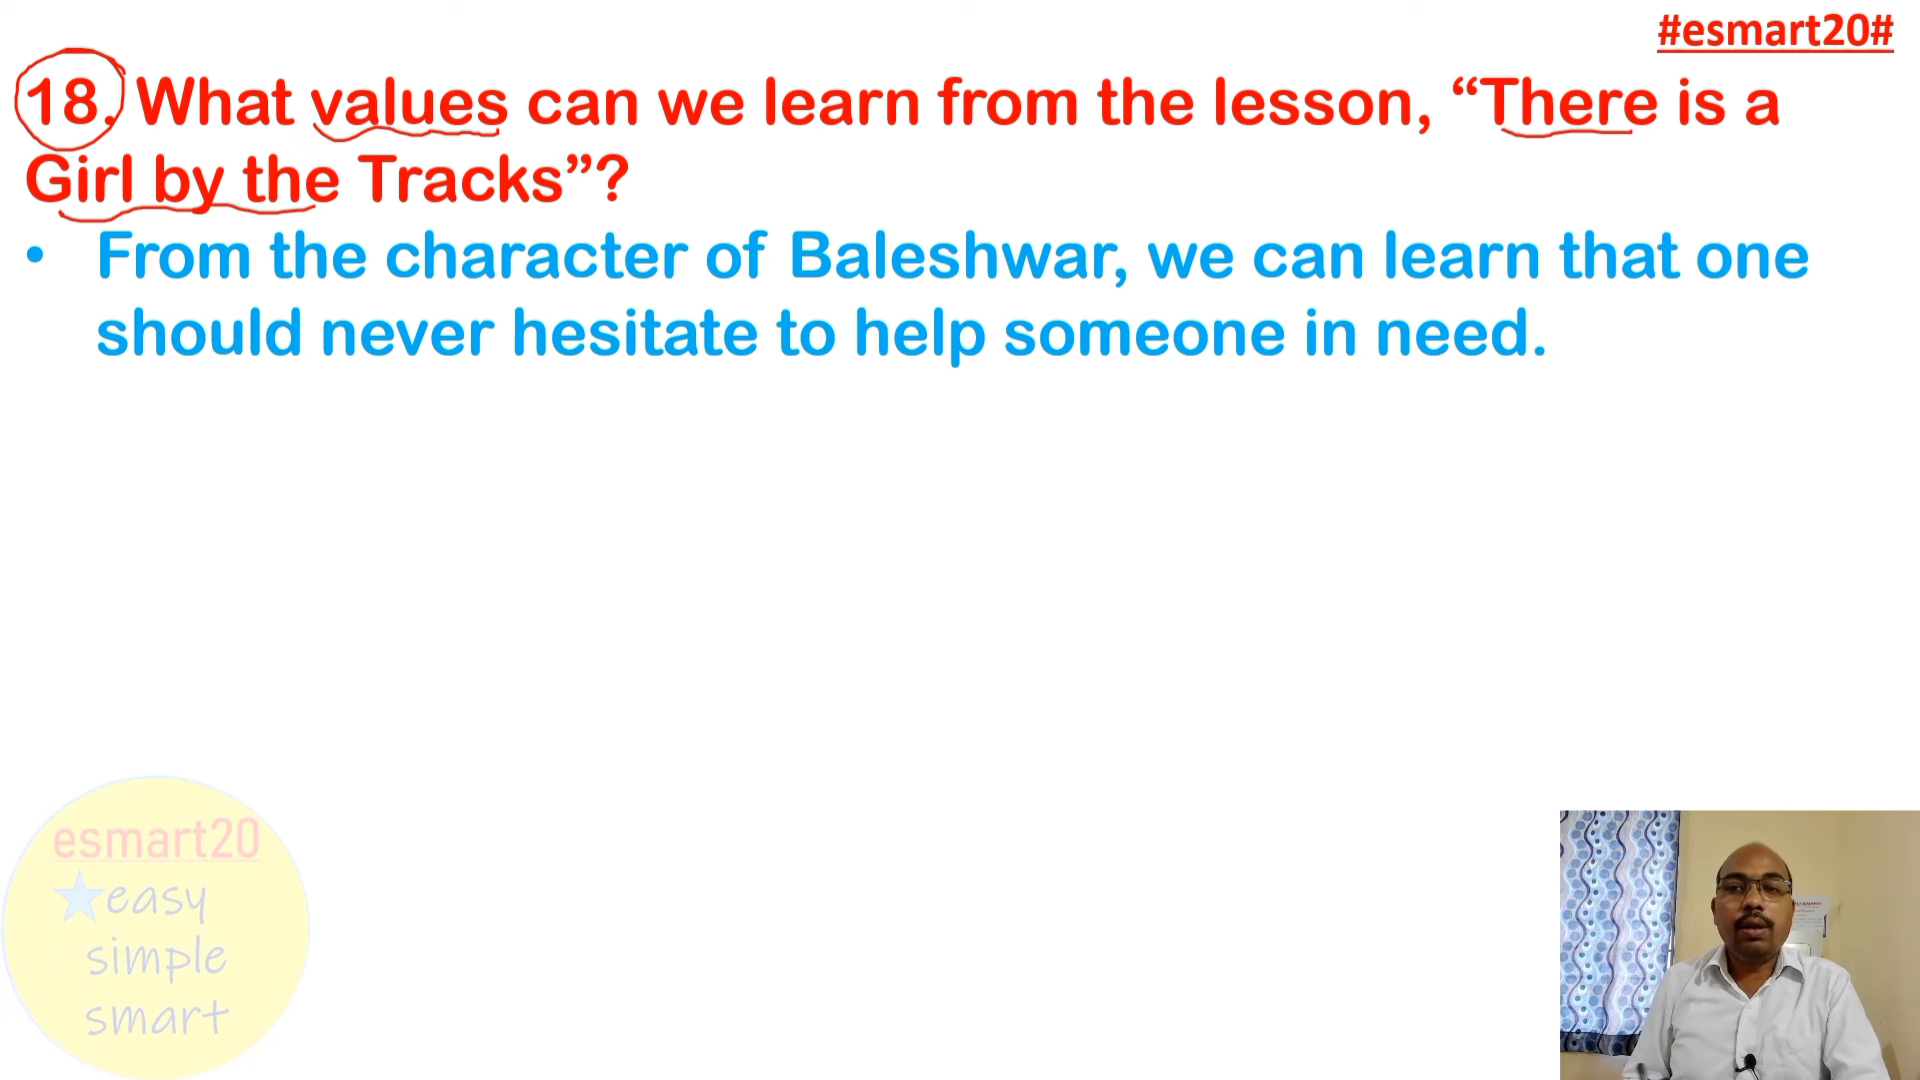 #esmart20#
18. What values can we learn from the lesson, “There is a
Girl by the Tracks”?
• From the character of Baleshwar, we can learn that one
should never hesitate to help someone in need.
esmart20
easy
simple
smart